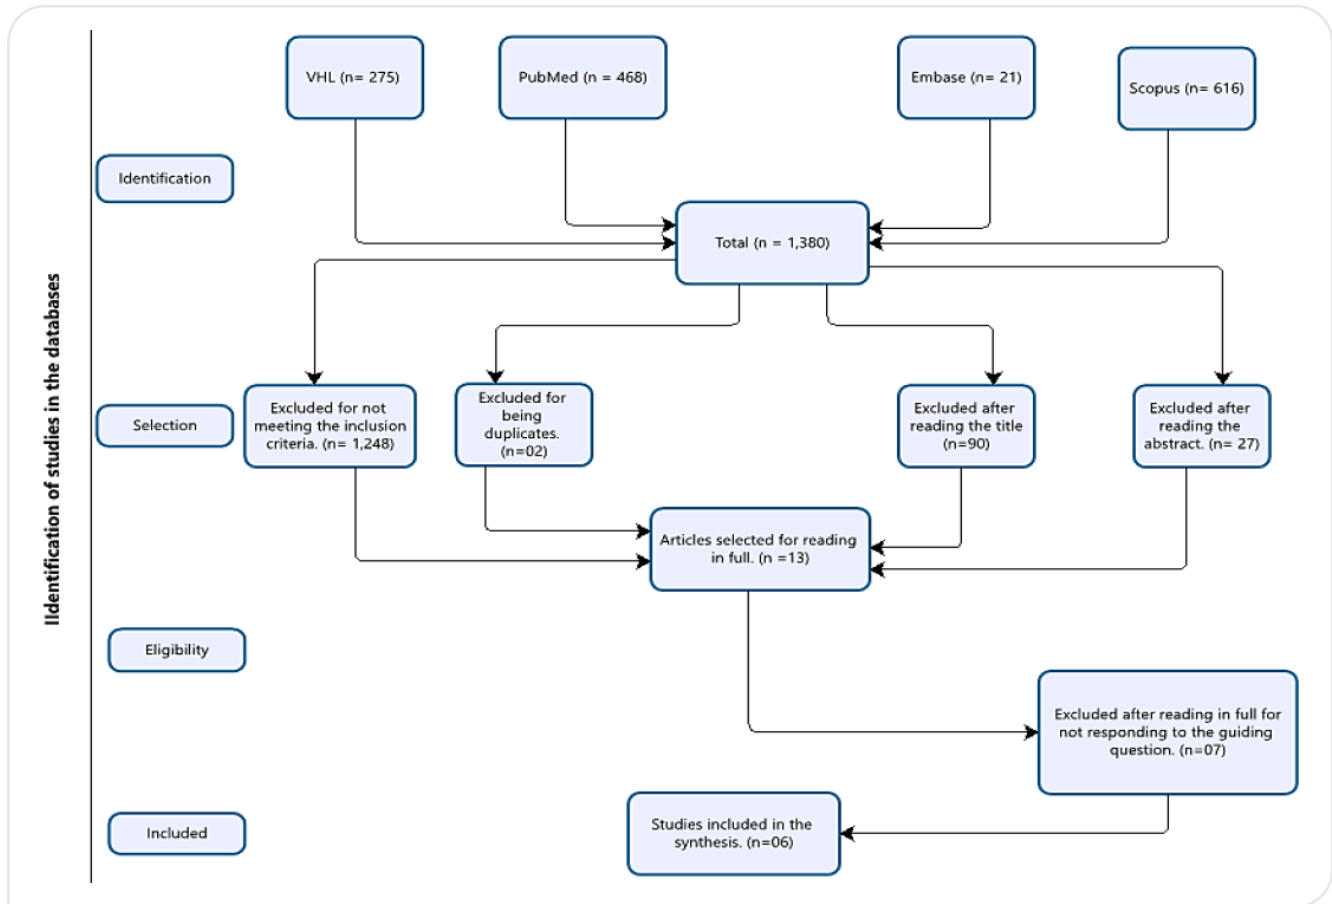 IIdentification of studies in the databases
VHL (n= 275)
PubMed (n = 468)
Embase (n= 21)
Scopus (n= 616)
Identification
Total (n = 1,380)
Selection
Excluded for not
meeting the inclusion
criteria. (n= 1,248)
Excluded for
being
duplicates.
(n=02)
Excluded after
reading the title
(n=90)
Excluded after
reading the
abstract. (n= 27)
Articles selected for reading
in full. (n =13)
Eligibility
Excluded after reading in full for
not responding to the guiding
question. (n=07)
Included
Studies included in the
synthesis. (n=06)